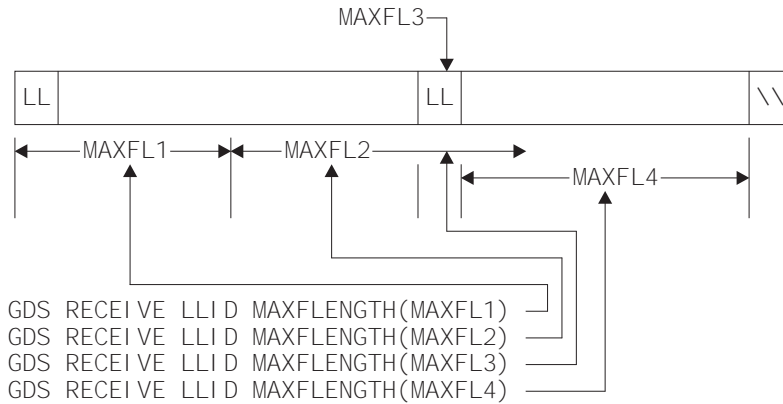 MAXFL3
LL LL \\
MAXFL1 MAXFL2
MAXFL4
GDS RECEIVE LLID MAXFLENGTH(MAXFL1)
GDS RECEIVE LLID MAXFLENGTH(MAXFL2)
GDS RECEIVE LLID MAXFLENGTH(MAXFL3)
GDS RECEIVE LLID MAXFLENGTH(MAXFL4)